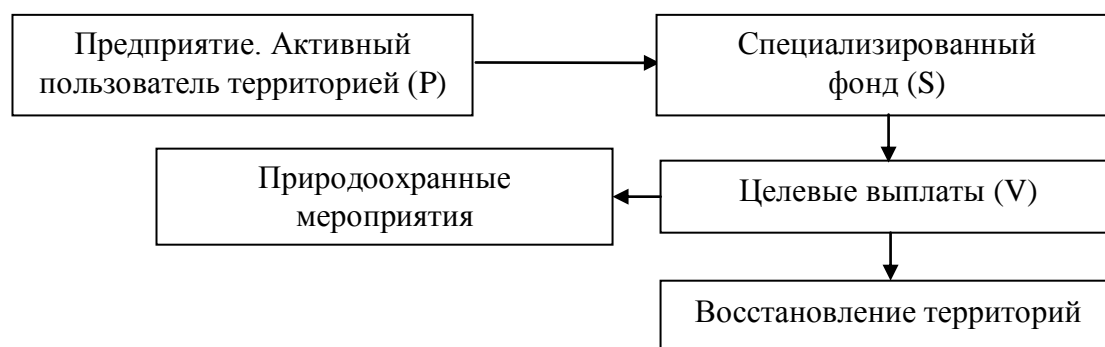 Предприятие. Активный
пользователь территорией (P)
Специализированный
фонд (S)
Природоохранные
мероприятия
Целевые выплаты (V)
Восстановление территорий